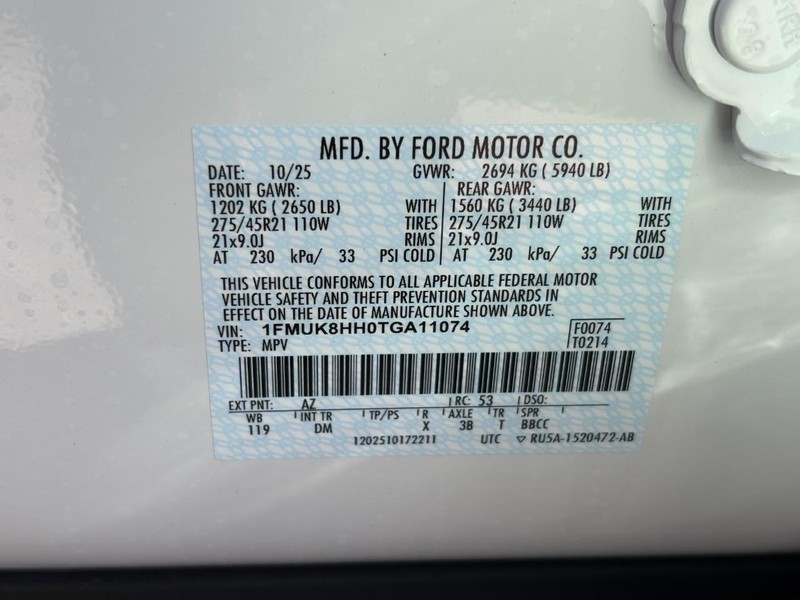 MFD. BY FORD MOTOR CO.
DATE: 10/25 GVWR: 2694 KG ( 5940 LB)
FRONT GAWR: REAR GAWR:
1202 KG ( 2650 LB) WITH 1560 KG ( 3440 LB) WITH
275/45R21 110W TIRES 275/45R21 110W TIRES
21x9.0J RIMS 21x9.0J RIMS
AT 230 kPa/ 33 PSI COLD AT 230 kPa/ 33 PSI COLD
THIS VEHICLE CONFORMS TO ALL APPLICABLE FEDERAL MOTOR
VEHICLE SAFETY AND THEFT PREVENTION STANDARDS IN
EFFECT ON THE DATE OF MANUFACTURE SHOWN ABOVE.
VIN: 1FMUK8HH0TGA11074 F0074
TYPE: MPV T0214
EXT PNT: AZ RC: 53 DSO:
WB INT TR TP/PS R AXLE TR SPR
119 DM X 3B T BBCC
1202510172211 UTC ▽ RU5A-1520472-AB